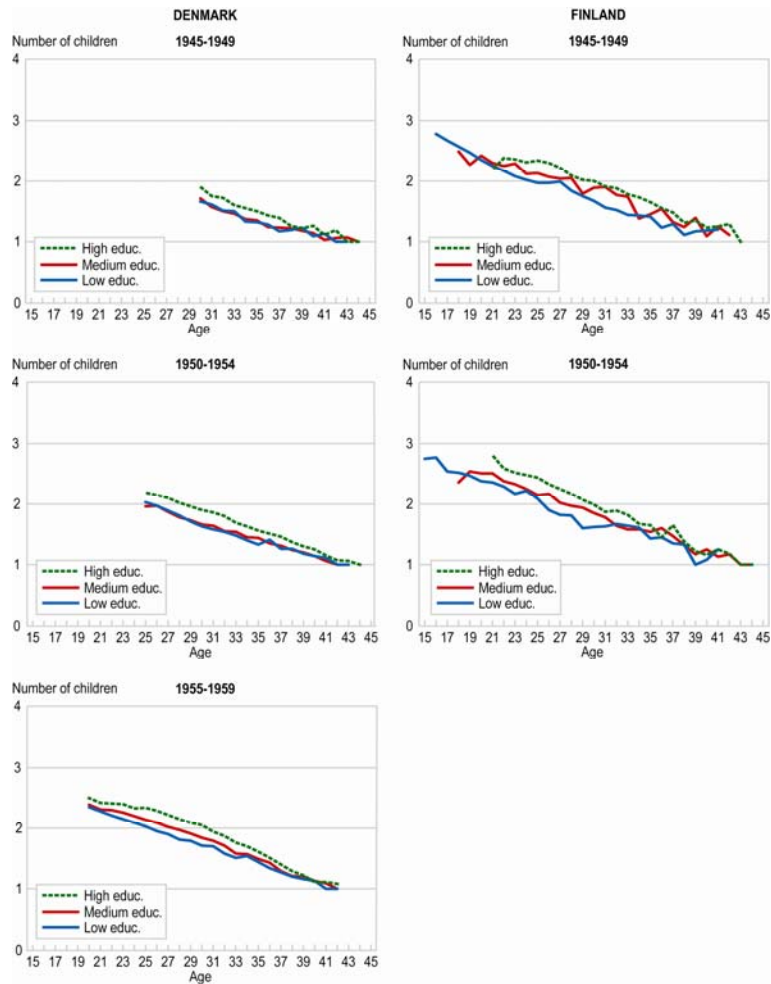 DENMARK
Number of children 1945-1949
4
3
2
1
0
High educ.
Medium educ.
Low educ.
15 17 19 21 23 25 27 29 31 33 35 37 39 41 43 45
Age
FINLAND
Number of children 1945-1949
4
3
2
1
0
High educ.
Medium educ.
Low educ.
15 17 19 21 23 25 27 29 31 33 35 37 39 41 43 45
Age
Number of children 1950-1954
4
3
2
1
0
High educ.
Medium educ.
Low educ.
15 17 19 21 23 25 27 29 31 33 35 37 39 41 43 45
Age
Number of children 1950-1954
4
3
2
1
0
High educ.
Medium educ.
Low educ.
15 17 19 21 23 25 27 29 31 33 35 37 39 41 43 45
Age
Number of children 1955-1959
4
3
2
1
0
High educ.
Medium educ.
Low educ.
15 17 19 21 23 25 27 29 31 33 35 37 39 41 43 45
Age